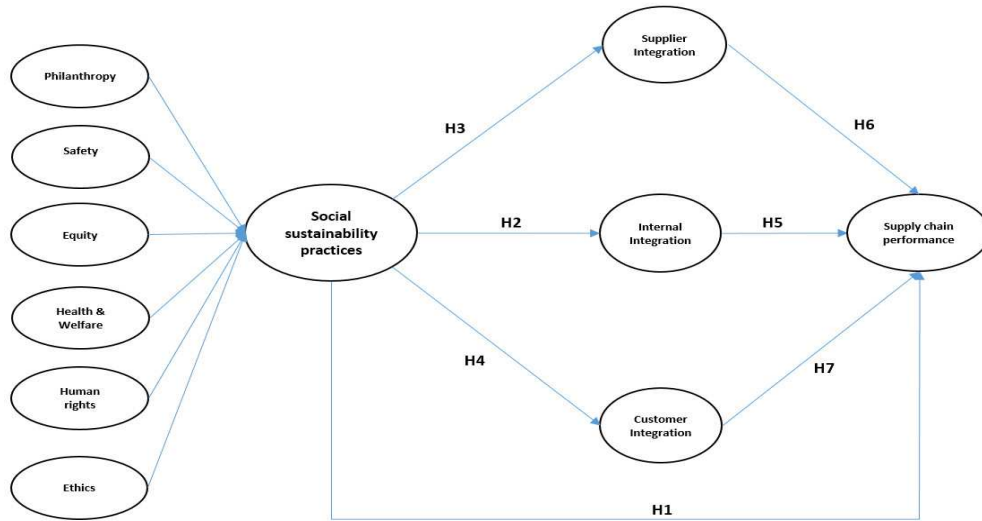 Philanthropy
Safety
Equity
Health &
Welfare
Human
rights
Ethics
Social
sustainability
practices
H3
H2
H4
Supplier
Integration
Internal
Integration
Customer
Integration
H6
H5
H7
Supply chain
performance
H1